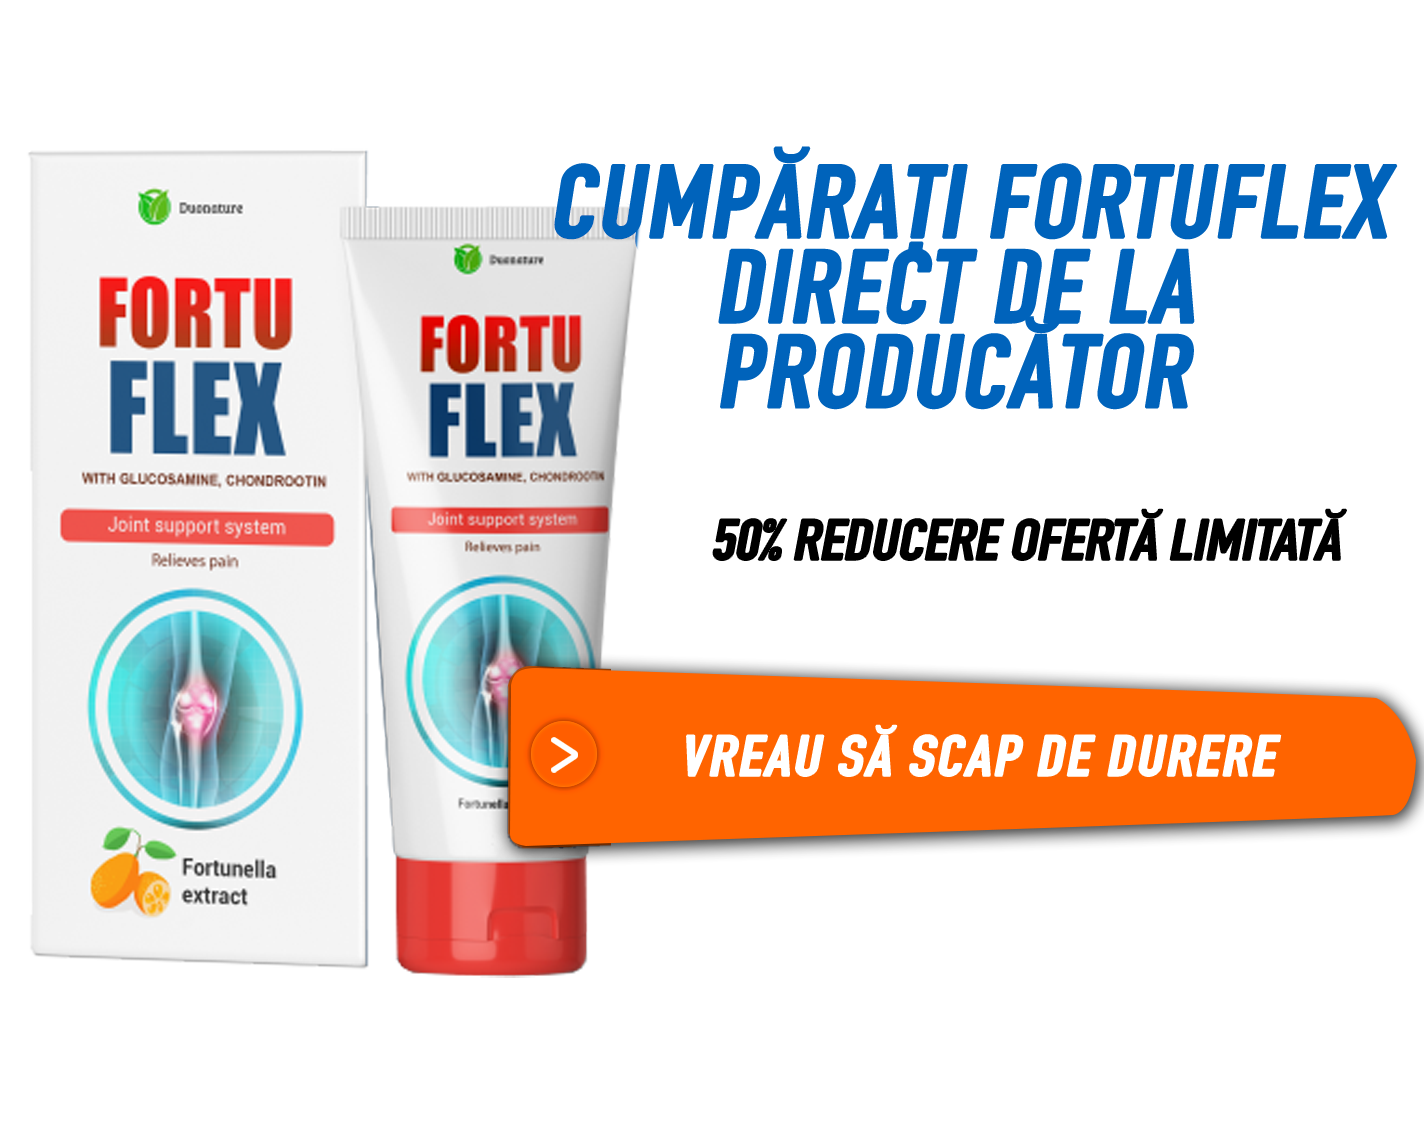 Duonature
FORTU
FLEX
WITH GLUCOSAMINE, CHONDROOTIN
Joint support system
Relieves pain
Fortunella
extract
Duonature
FORTU
FLEX
WITH GLUCOSAMINE, CHONDROOTIN
Joint support system
Relieves pain
CUMPĂRAȚI FORTUFLEX
DIRECT DE LA
PRODUCĂTOR
50% REDUCERE OFERTĂ LIMITATĂ
> VREAU SĂ SCAP DE DURERE